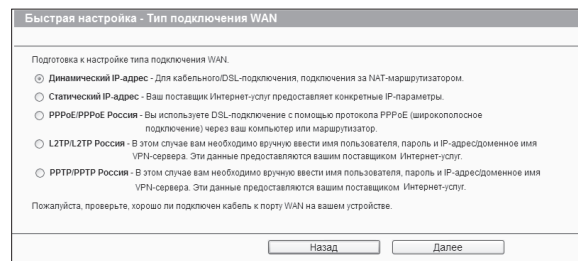 Быстрая настройка - Тип подключения WAN
Подготовка к настройке типа подключения WAN.
Динамический IP-адрес - Для кабельного/DSL-подключения, подключения за NAT-маршрутизатором.
Статический IP-адрес - Ваш поставщик Интернет-услуг предоставляет конкретные IP-параметры.
PPPoE/PPPoE Россия - Вы используете DSL-подключение с помощью протокола PPPoE (широкополосное
подключение) через ваш компьютер или маршрутизатор.
L2TP/L2TP Россия - В этом случае вам необходимо вручную ввести имя пользователя, пароль и IP-адрес/доменное имя
VPN-сервера. Эти данные предоставляются вашим поставщиком Интернет-услуг.
PPTP/PPTP Россия - В этом случае вам необходимо вручную ввести имя пользователя, пароль и IP-адрес/доменное имя
VPN-сервера. Эти данные предоставляются вашим поставщиком Интернет-услуг.
Пожалуйста, проверьте, хорошо ли подключен кабель к порту WAN на вашем устройстве.
Назад Далее